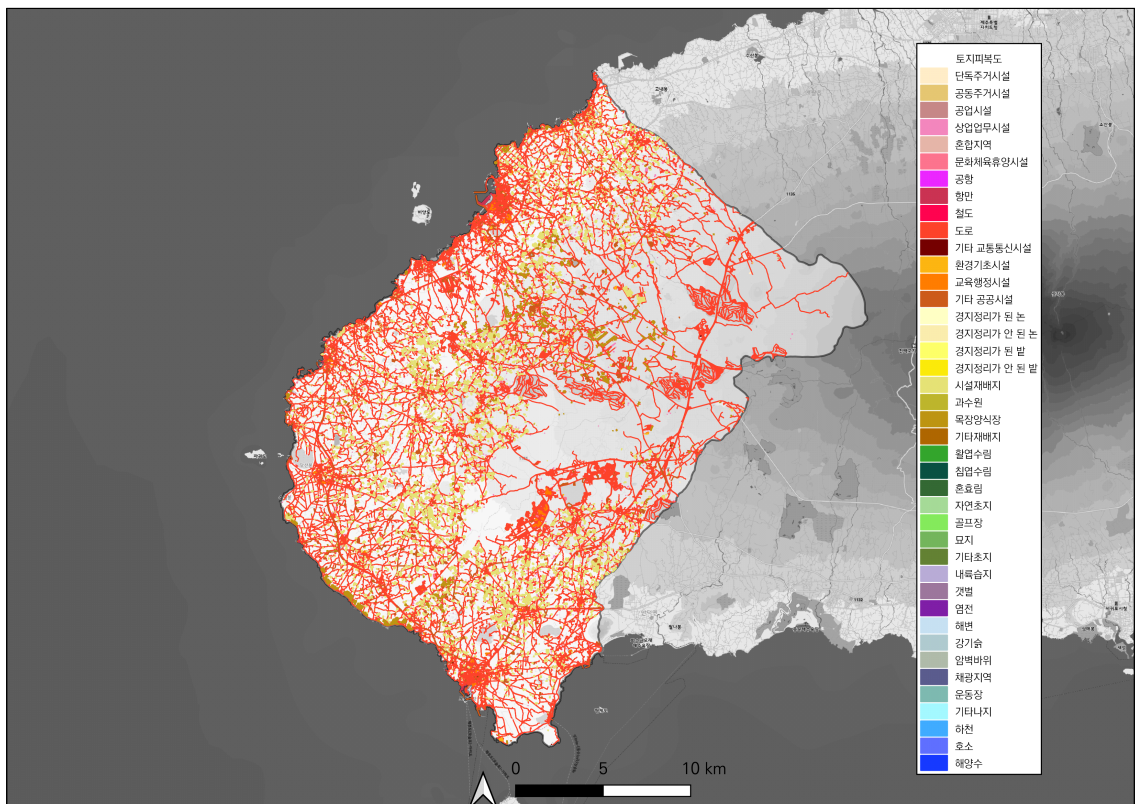 토지피복도
단독주거시설
공동주거시설
공업시설
상업업무시설
혼합지역
문화체육휴양시설
공항
항만
철도
도로
기타 교통통신시설
환경기초시설
교육행정시설
기타 공공시설
경지정리가 된 논
경지정리가 안 된 논
경지정리가 된 밭
경지정리가 안 된 밭
시설재배지
과수원
목장양식장
기타재배지
활엽수림
침엽수림
혼효림
자연초지
골프장
묘지
기타초지
내륙습지
갯벌
염전
해변
강기슭
암벽바위
채광지역
운동장
기타나지
하천
호소
해양수
0 5 10 km